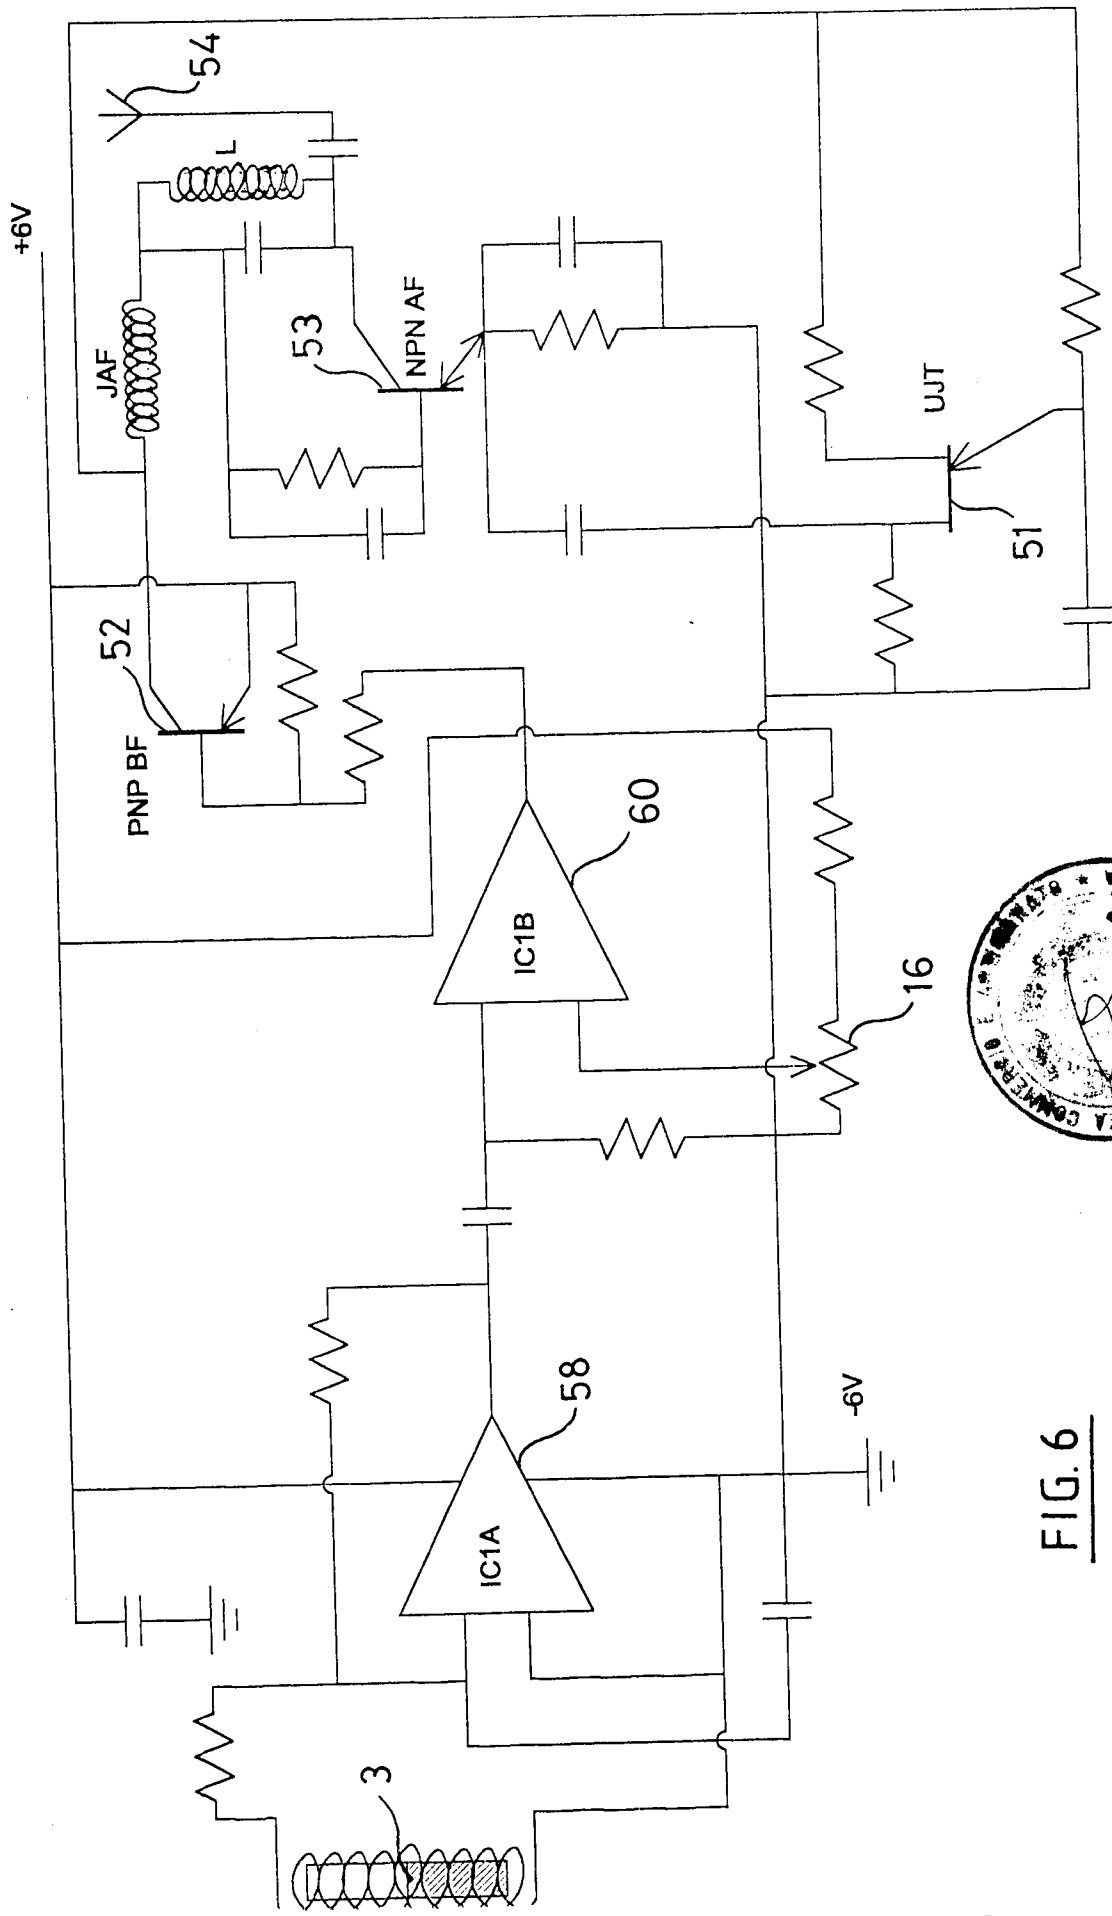 +6V
54
L
JAF
53
NPN AF
52
PNP BF
UJT
51
60
IC1B
16
58
IC1A
-6V
3
FIG. 6